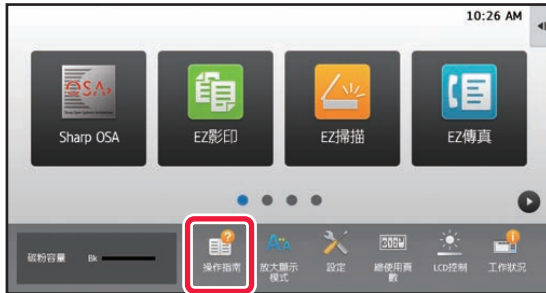 10:26 AM
OSA
Sharp OSA
EZ影印
EZ掃描
EZ傳真
碳粉容量
Bk
操作指南
放大顯示
模式
設定
總使用頁
數
LCD控制
工作狀況